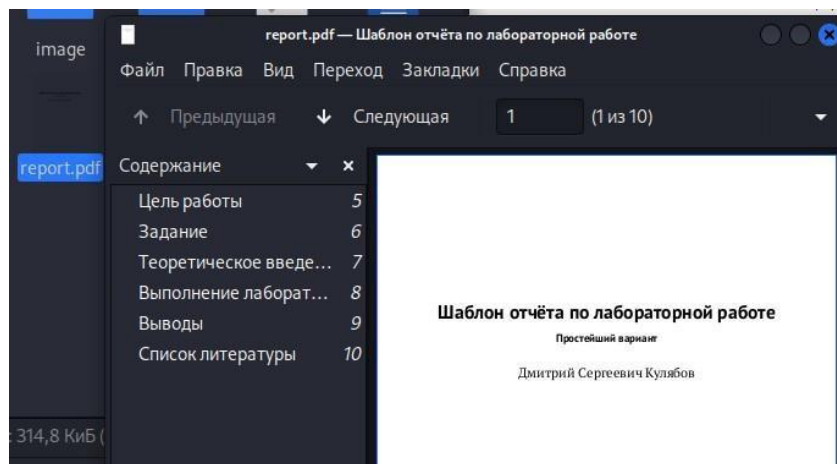 image
report.pdf — Шаблон отчёта по лабораторной работе
Файл Правка Вид Переход Закладки Справка
Предыдущая Следующая 1 (1 из 10)
report.pdf
Содержание
Цель работы 5
Задание 6
Теоретическое введе... 7
Выполнение лаборат... 8
Выводы 9
Список литературы 10
Шаблон отчёта по лабораторной работе
Простейший вариант
Дмитрий Сергеевич Кулябов
: 314,8 КиБ (